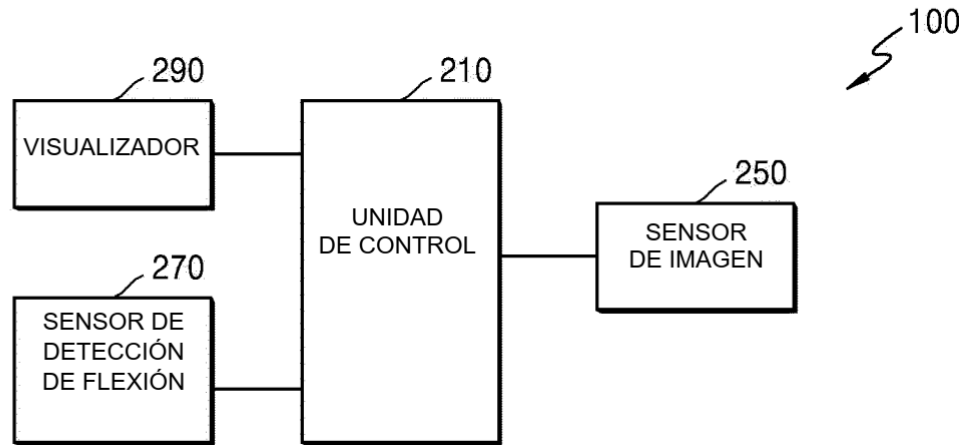 100
290
210
VISUALIZADOR
250
UNIDAD
DE CONTROL
SENSOR
DE IMAGEN
270
SENSOR DE
DETECCIÓN
DE FLEXIÓN